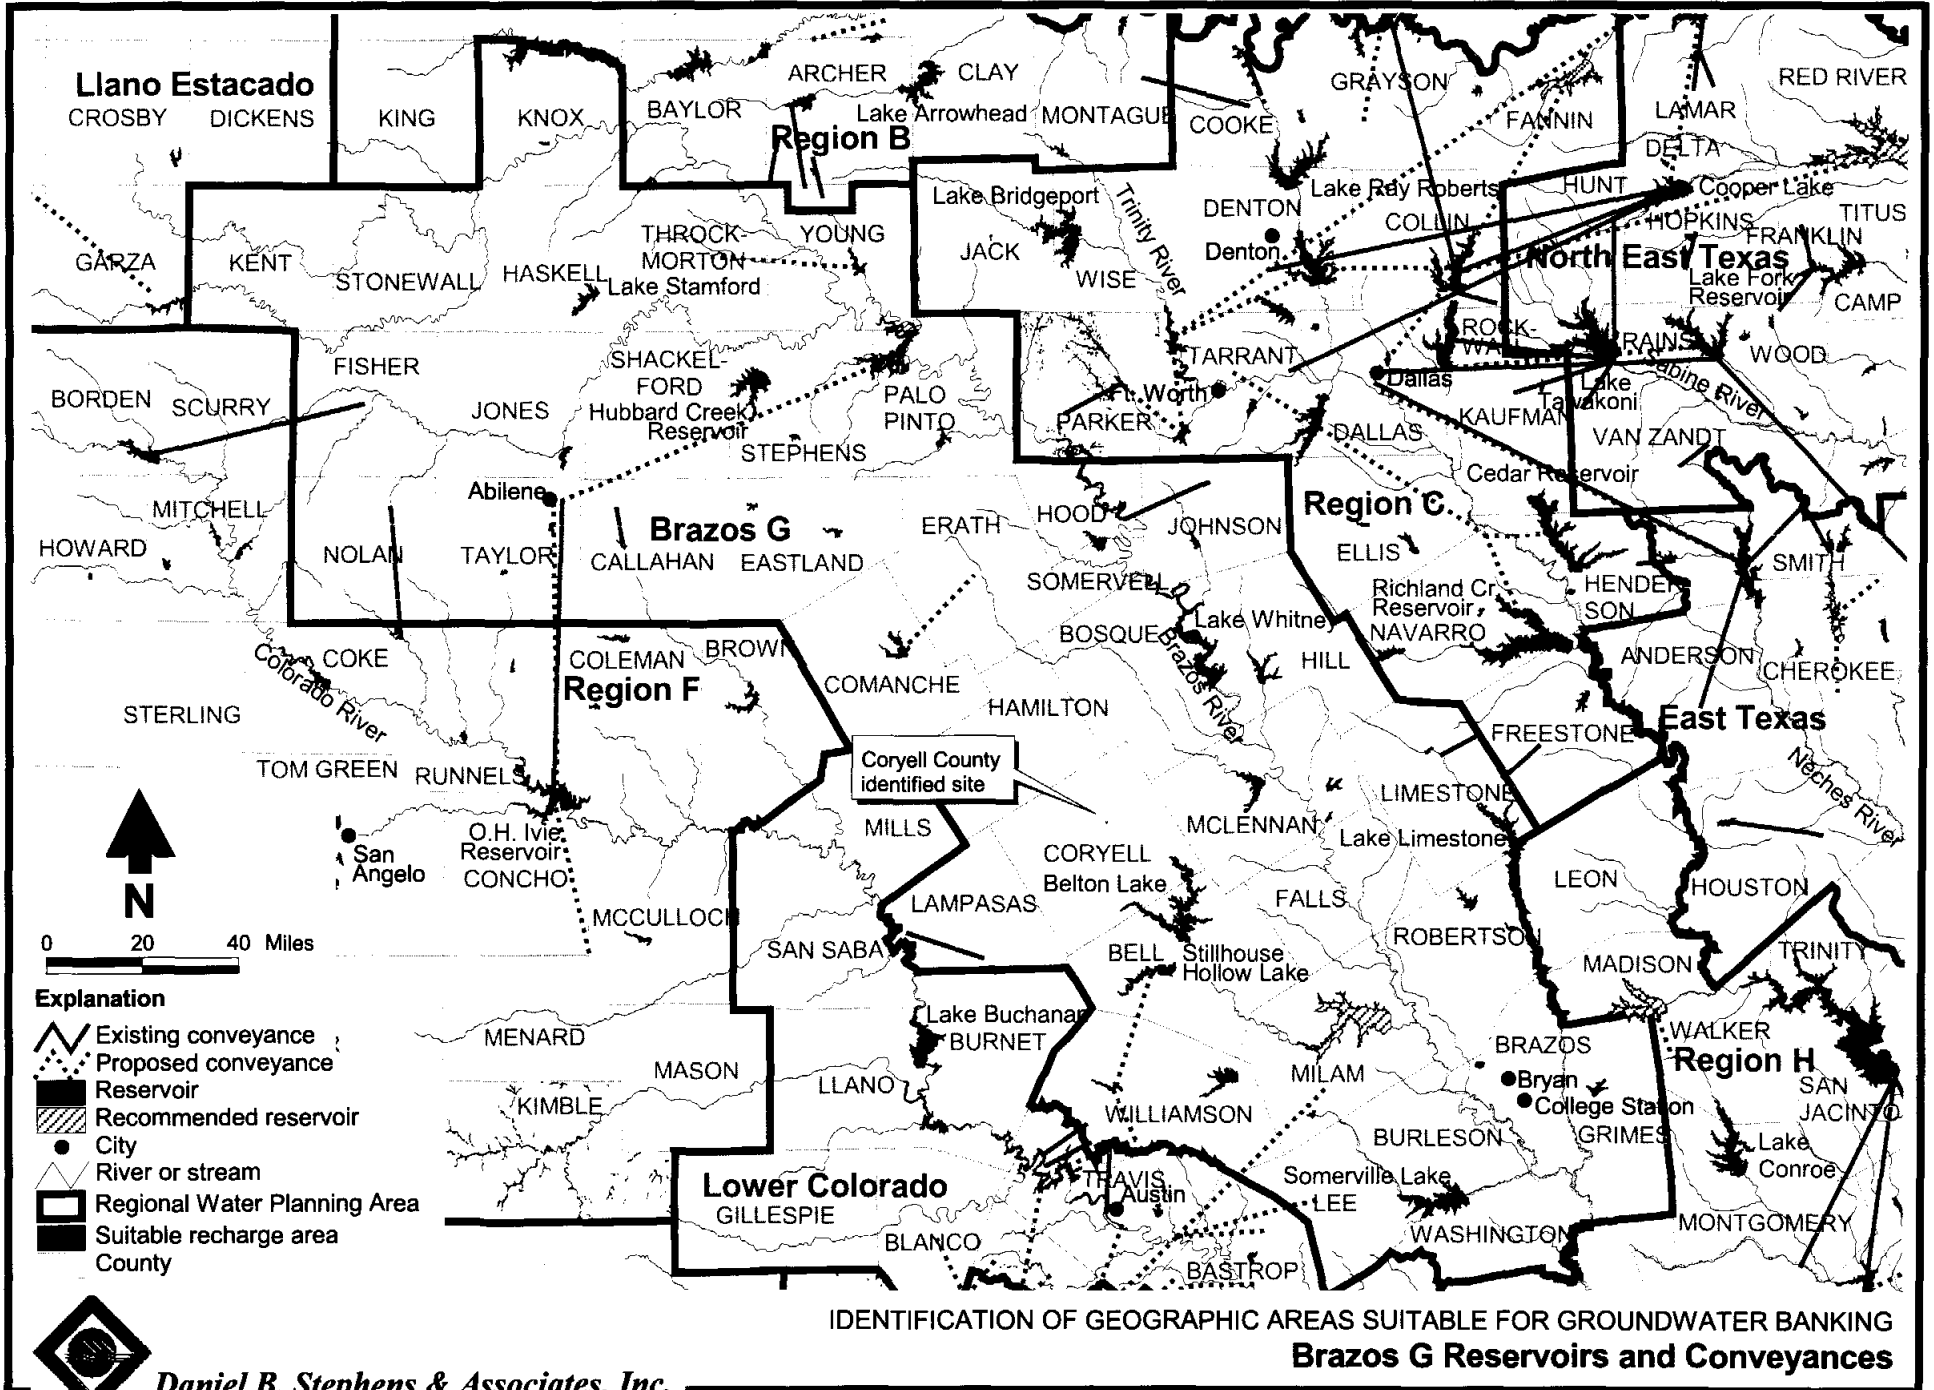 Llano Estacado
CROSBY
DICKENS
KING
KNOX
BAYLOR
ARCHER
CLAY
Lake Arrowhead
MONTAGUE
COOKE
GRAYSON
FANNIN
LAMAR
RED RIVER
DELTA
Region B
Lake Bridgeport
Trinity River
DENTON
Lake Ray Roberts
COLLIN
HUNT
Cooper Lake
HOPKINS
TITUS
FRANKLIN
GARZA
KENT
STONEWALL
HASKELL
THROCK-
MORTON
YOUNG
Lake Stamford
JACK
WISE
Denton
North East Texas
Lake Fork
Reservoir
CAMP
FISHER
SHACKEL-
FORD
TARRANT
ROCK-
WALL
RAINS
WOOD
BORDEN
SCURRY
JONES
Hubbard Creek
Reservoir
STEPHENS
PALO
PINTO
PARKER
Ft. Worth
Dallas
DALLAS
KAUFMAN
Lake
Tawakoni
Sabine River
VAN ZANDT
Cedar Reservoir
Abilene
MITCHELL
HOWARD
NOLAN
TAYLOR
Brazos G
CALLAHAN
EASTLAND
ERATH
HOOD
JOHNSON
Region C
ELLIS
SMITH
SOMERVELL
Richland Cr.
Reservoir
NAVARRO
HENDER
SON
Lake Whitney
BOSQUE
Brazos River
HILL
ANDERSON
CHEROKEE
COKE
Colorado River
COLEMAN
BROWN
Region F
COMANCHE
HAMILTON
STERLING
FREESTONE
East Texas
Neches River
TOM GREEN
RUNNELS
Coryell County
identified site
MILLS
LIMESTONE
MCLENNAN
Lake Limestone
O.H. Ivie
Reservoir
CONCHO
San
Angelo
N
CORYELL
Belton Lake
LEON
HOUSTON
MCCULLOCH
LAMPASAS
FALLS
SAN SABA
ROBERTSON
BELL
Stillhouse
Hollow Lake
MADISON
TRINITY
0 20 40 Miles
Explanation
Existing conveyance
Proposed conveyance
Reservoir
Recommended reservoir
City
River or stream
Regional Water Planning Area
Suitable recharge area
County
MENARD
Lake Buchanan
BURNET
MASON
LLANO
KIMBLE
WILLIAMSON
MILAM
BRAZOS
WALKER
Region H
Bryan
College Station
SAN
JACINTO
BURLESON
GRIMES
Lake
Conroe
Lower Colorado
GILLESPIE
TRAVIS
Austin
Somerville Lake
LEE
BLANCO
WASHINGTON
MONTGOMERY
BASTROP
IDENTIFICATION OF GEOGRAPHIC AREAS SUITABLE FOR GROUNDWATER BANKING
Brazos G Reservoirs and Conveyances
Daniel B. Stephens & Associates, Inc.